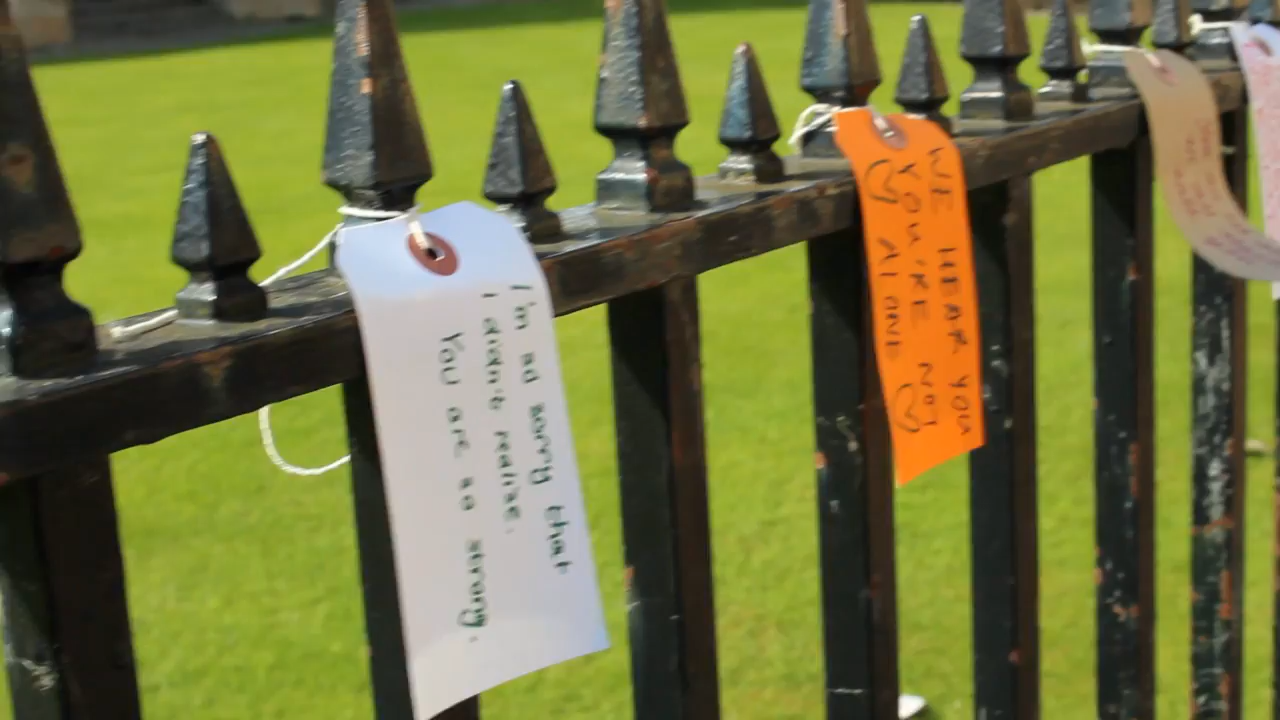 I'm so sorry that
I didn't realise.
You are so strong.
WE HEAR YOU
YOU'RE NOT
ALONE